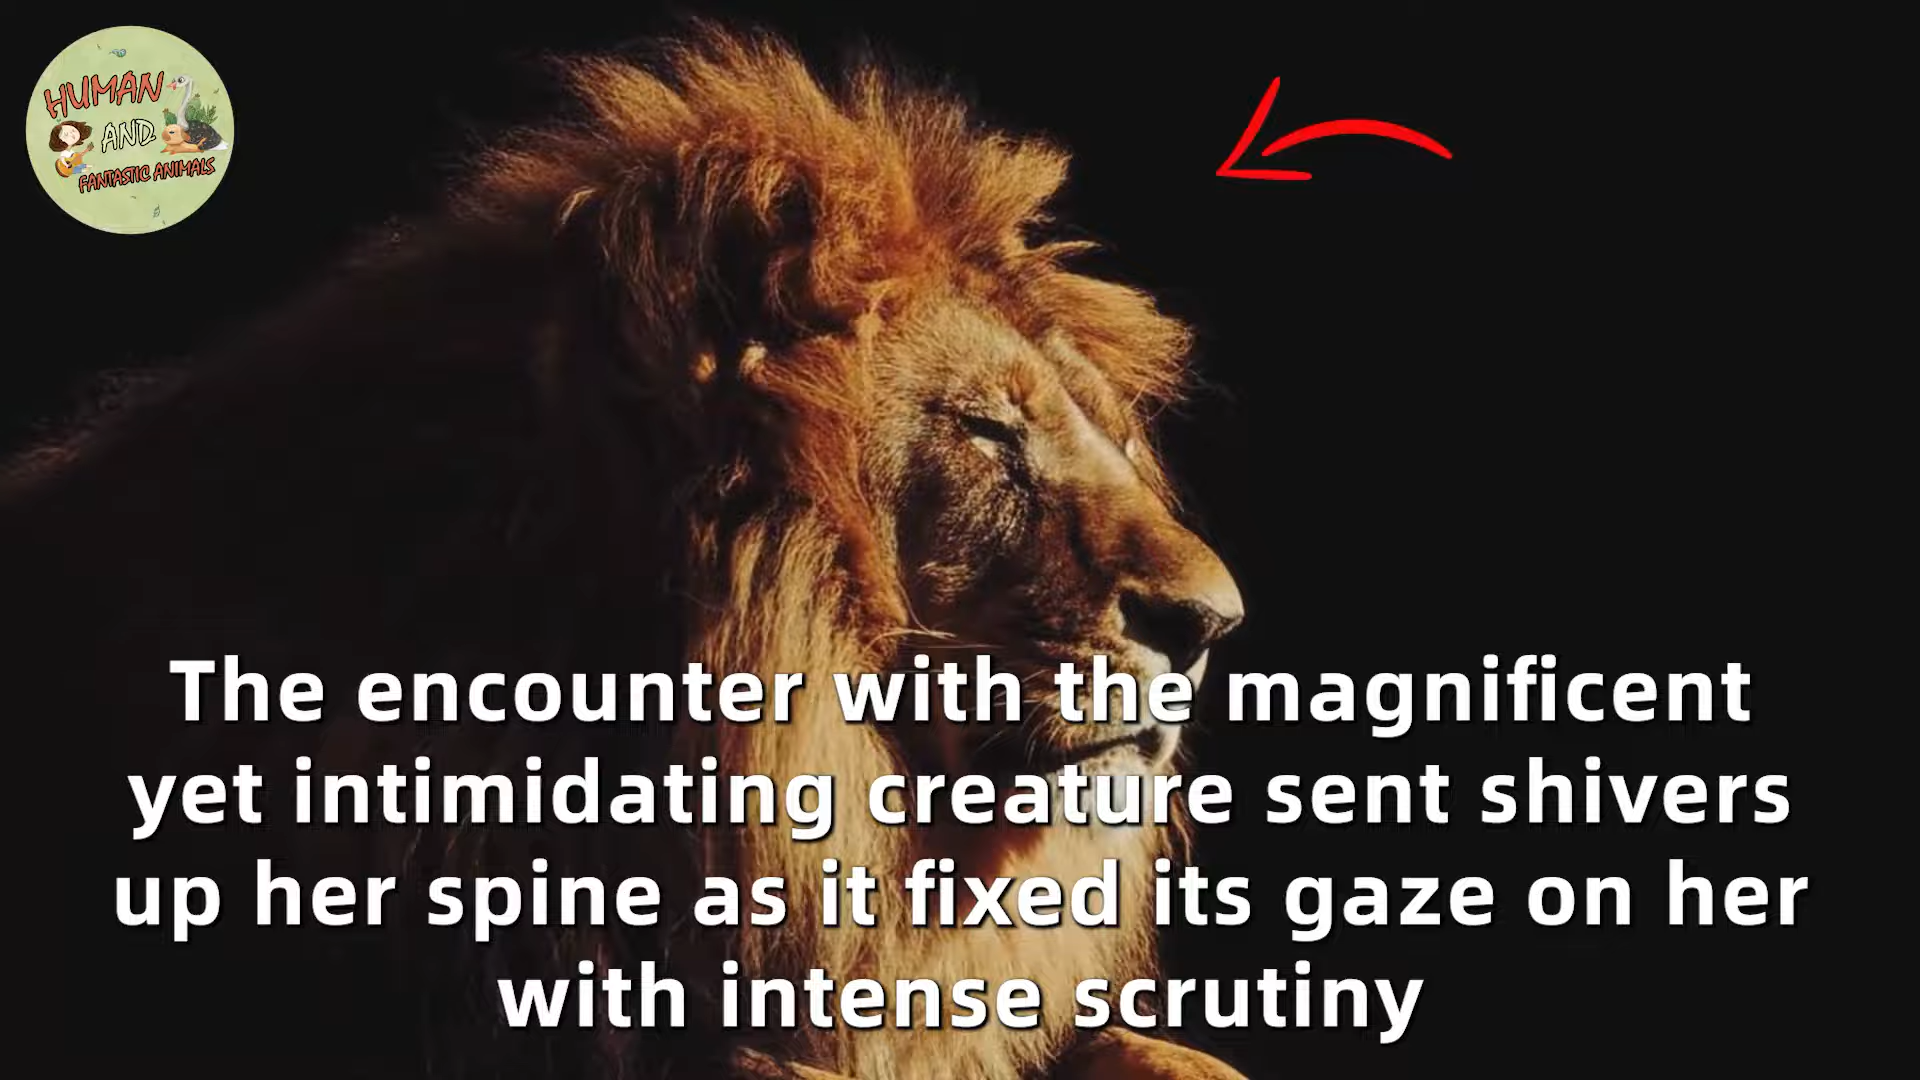 HUMAN
AND
FANTASTIC ANIMALS
The encounter with the magnificent
yet intimidating creature sent shivers
up her spine as it fixed its gaze on her
with intense scrutiny